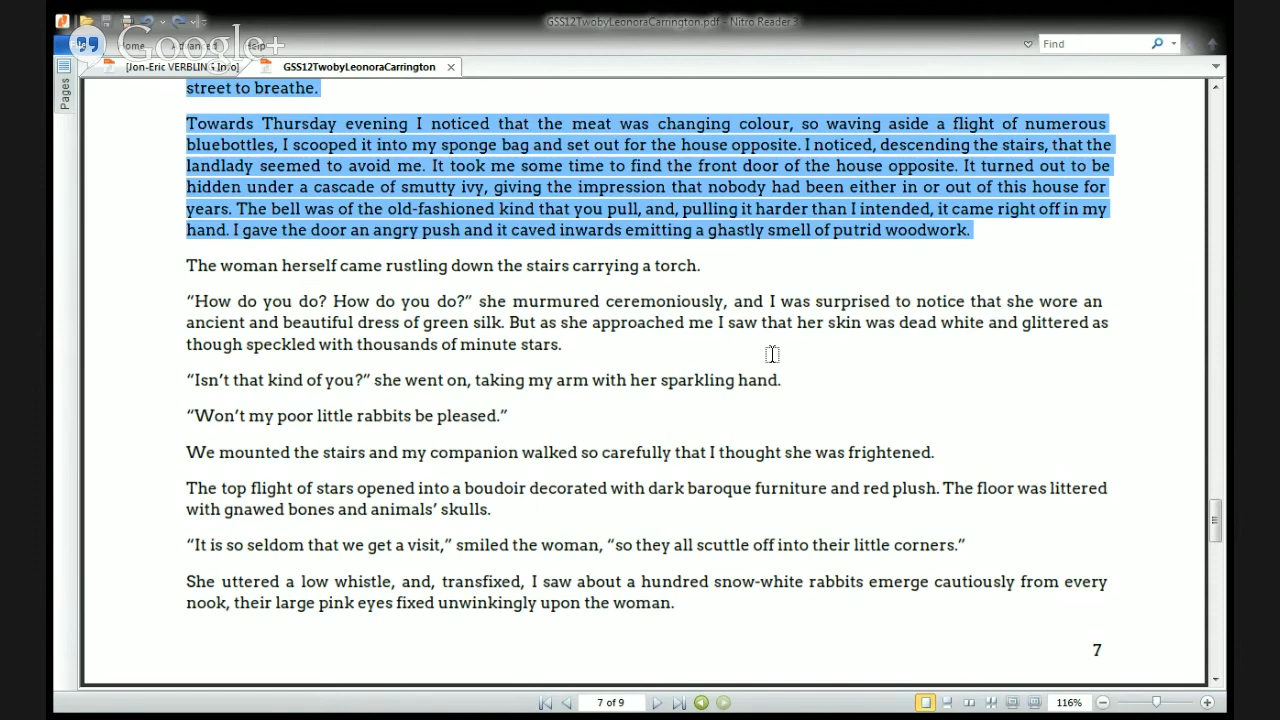 GSS12TwobyLeonoraCarrington.pdf - Nitro Reader 3
Google+
Home Advanced Help
Find
[Jon-Eric VERBLING Info]
GSS12TwobyLeonoraCarrington
Pages
street to breathe.
Towards Thursday evening I noticed that the meat was changing colour, so waving aside a flight of numerous
bluebottles, I scooped it into my sponge bag and set out for the house opposite. I noticed, descending the stairs, that the
landlady seemed to avoid me. It took me some time to find the front door of the house opposite. It turned out to be
hidden under a cascade of smutty ivy, giving the impression that nobody had been either in or out of this house for
years. The bell was of the old-fashioned kind that you pull, and, pulling it harder than I intended, it came right off in my
hand. I gave the door an angry push and it caved inwards emitting a ghastly smell of putrid woodwork.
The woman herself came rustling down the stairs carrying a torch.
“How do you do? How do you do?” she murmured ceremoniously, and I was surprised to notice that she wore an
ancient and beautiful dress of green silk. But as she approached me I saw that her skin was dead white and glittered as
though speckled with thousands of minute stars.
“Isn’t that kind of you?” she went on, taking my arm with her sparkling hand.
“Won’t my poor little rabbits be pleased.”
We mounted the stairs and my companion walked so carefully that I thought she was frightened.
The top flight of stars opened into a boudoir decorated with dark baroque furniture and red plush. The floor was littered
with gnawed bones and animals’ skulls.
“It is so seldom that we get a visit,” smiled the woman, “so they all scuttle off into their little corners.”
She uttered a low whistle, and, transfixed, I saw about a hundred snow-white rabbits emerge cautiously from every
nook, their large pink eyes fixed unwinkingly upon the woman.
7
7 of 9
116%